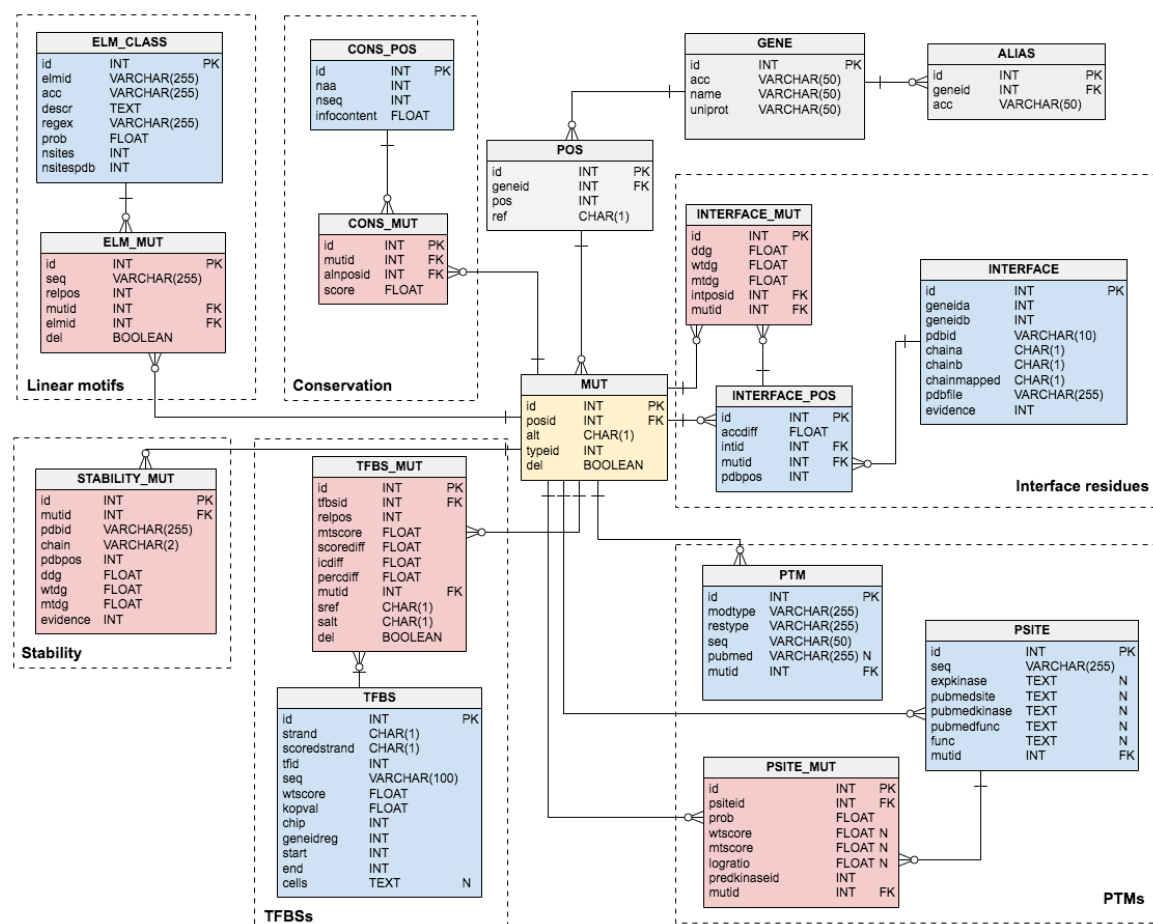 ELM_CLASS
id INT PK
elmid VARCHAR(255)
acc VARCHAR(255)
descr TEXT
regex VARCHAR(255)
prob FLOAT
nsites INT
nsitespdb INT
ELM_MUT
id INT PK
seq VARCHAR(255)
relpos INT
mutid INT FK
elmid INT FK
del BOOLEAN
Linear motifs
CONS_POS
id INT PK
naa INT
nseq INT
infocontent FLOAT
CONS_MUT
id INT PK
mutid INT FK
alnposid INT FK
score FLOAT
Conservation
GENE
id INT PK
acc VARCHAR(50)
name VARCHAR(50)
uniprot VARCHAR(50)
ALIAS
id INT PK
geneid INT FK
acc VARCHAR(50)
POS
id INT PK
geneid INT FK
pos INT
ref CHAR(1)
INTERFACE_MUT
id INT PK
ddg FLOAT
wtdg FLOAT
mtdg FLOAT
intposid INT FK
mutid INT FK
INTERFACE
id INT PK
geneida INT
geneidb INT
pdbid VARCHAR(10)
chaina CHAR(1)
chainb CHAR(1)
chainmapped CHAR(1)
pdbfile VARCHAR(255)
evidence INT
INTERFACE_POS
id INT PK
accdiff FLOAT
intid INT FK
mutid INT FK
pdbpos INT
Interface residues
MUT
id INT PK
posid INT FK
alt CHAR(1)
typeid INT
del BOOLEAN
STABILITY_MUT
id INT PK
mutid INT FK
pdbid VARCHAR(255)
chain VARCHAR(2)
pdbpos INT
ddg FLOAT
wtdg FLOAT
mtdg FLOAT
evidence INT
Stability
TFBS_MUT
id INT PK
tfbsid INT FK
relpos INT
mtscore FLOAT
scorediff FLOAT
icdiff FLOAT
percdiff FLOAT
mutid INT FK
sref CHAR(1)
salt CHAR(1)
del BOOLEAN
TFBS
id INT PK
strand CHAR(1)
scoredstrand CHAR(1)
tfid INT
seq VARCHAR(100)
wtscore FLOAT
kopval FLOAT
chip INT
geneidreg INT
start INT
end INT
cells TEXT N
TFBSs
PTM
id INT PK
modtype VARCHAR(255)
restype VARCHAR(255)
seq VARCHAR(50)
pubmed VARCHAR(255) N
mutid INT FK
PSITE
id INT PK
seq VARCHAR(255)
expkinase TEXT N
pubmedsite TEXT N
pubmedkinase TEXT N
pubmedfunc TEXT N
func TEXT N
mutid INT FK
PSITE_MUT
id INT PK
psiteid INT FK
prob FLOAT
wtscore FLOAT N
mtscore FLOAT N
logratio FLOAT N
predkinaseid INT
mutid INT FK
PTMs